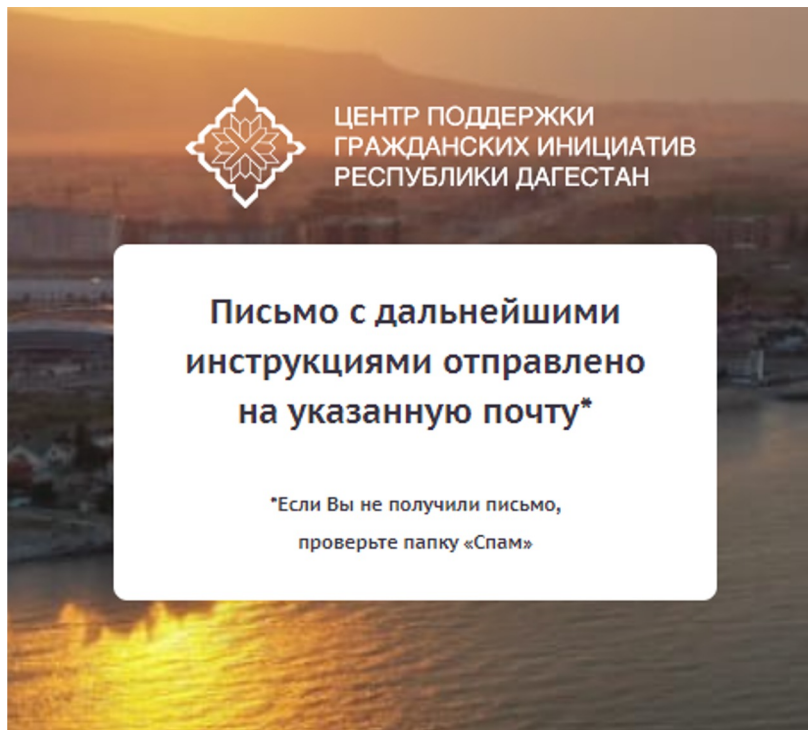 ЦЕНТР ПОДДЕРЖКИ
ГРАЖДАНСКИХ ИНИЦИАТИВ
РЕСПУБЛИКИ ДАГЕСТАН
Письмо с дальнейшими
инструкциями отправлено
на указанную почту*
*Если Вы не получили письмо,
проверьте папку «Спам»